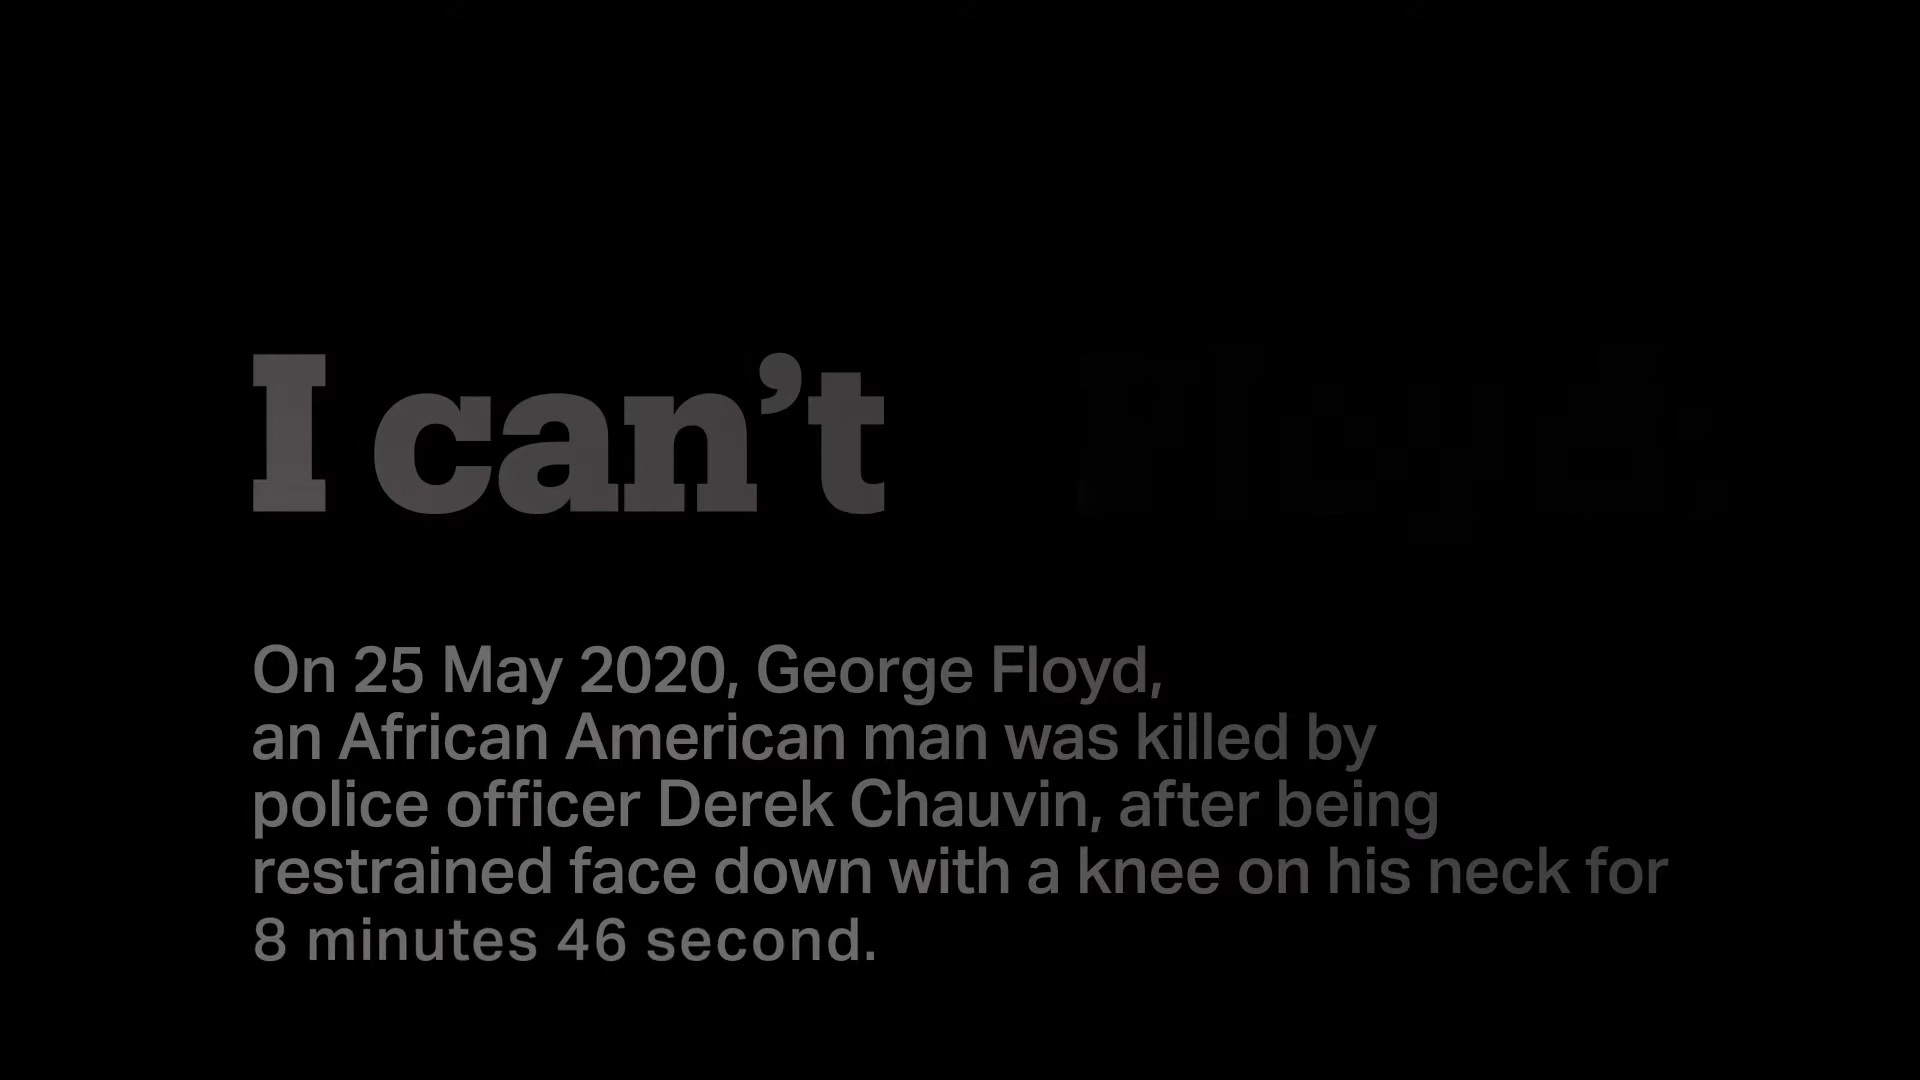 I can’t
On 25 May 2020, George Floyd,
an African American man was killed by
police officer Derek Chauvin, after being
restrained face down with a knee on his neck for
8 minutes 46 second.